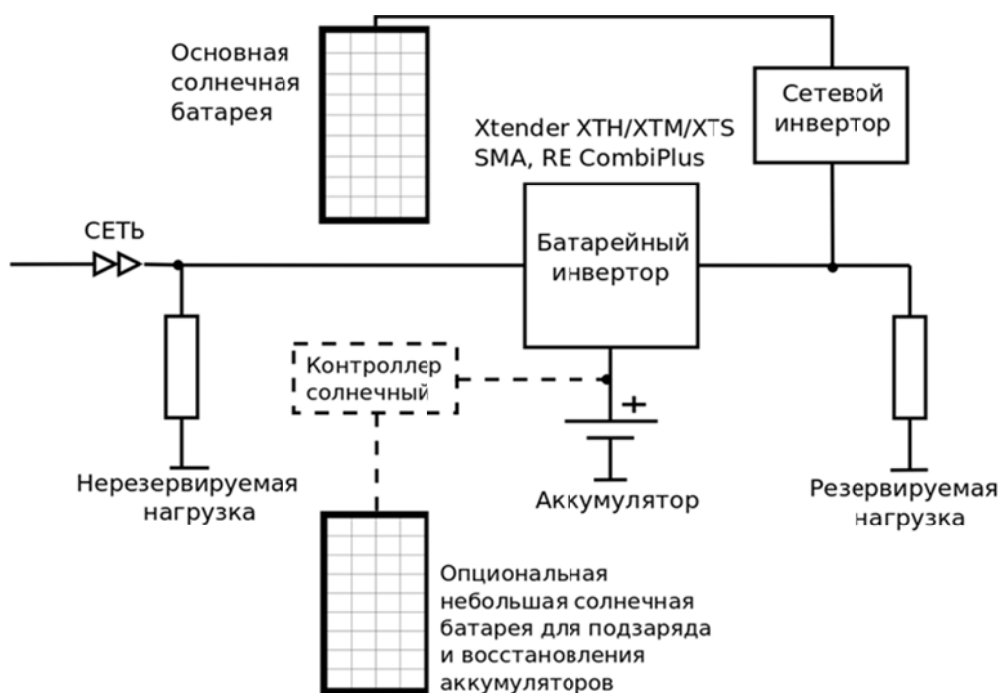 Основная
солнечная
батарея
Сетевой
инвертор
Xtender XTH/XTM/XTS
SMA, RE CombiPlus
СЕТЬ
Батарейный
инвертор
Контроллер
солнечный
+
Нерезервируемая
нагрузка
Аккумулятор
Резервируемая
нагрузка
Опциональная
небольшая солнечная
батарея для подзаряда
и восстановления
аккумуляторов